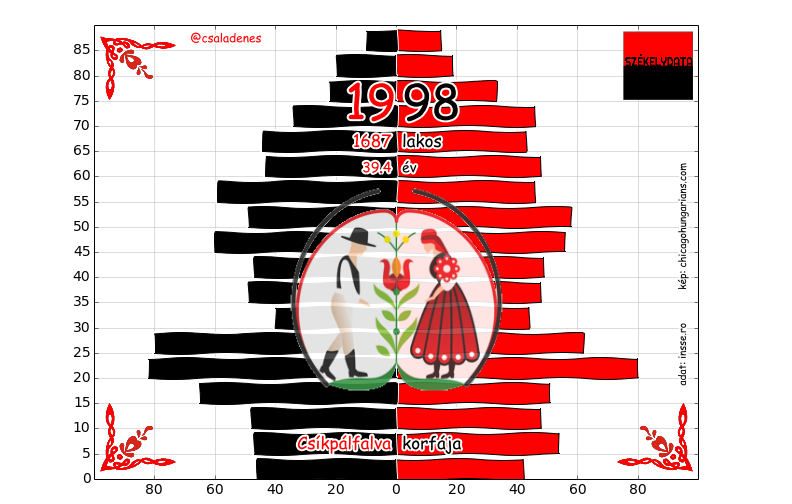 @csaladenes
SZÉKELYDATA
1998
1687 lakos
39.4 év
kép: chicagohungarians.com
adat: insse.ro
Csíkpálfalva korfája
85
80
75
70
65
60
55
50
45
40
35
30
25
20
15
10
5
0
80 60 40 20 0 20 40 60 80